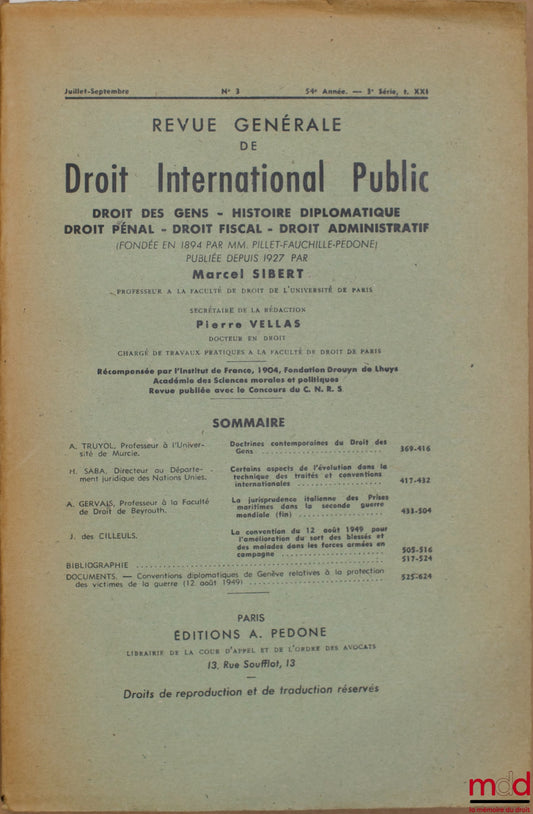 Juillet-Septembre N° 3 54e Année. — 3e Série, t. XXI
REVUE GÉNÉRALE
DE
Droit International Public
DROIT DES GENS - HISTOIRE DIPLOMATIQUE
DROIT PÉNAL - DROIT FISCAL - DROIT ADMINISTRATIF
(FONDÉE EN 1894 PAR MM. PILLET-FAUCHILLE-PEDONE)
PUBLIÉE DEPUIS 1927 PAR
Marcel SIBERT
PROFESSEUR A LA FACULTÉ DE DROIT DE L'UNIVERSITÉ DE PARIS
SECRÉTAIRE DE LA RÉDACTION
Pierre VELLAS
DOCTEUR EN DROIT
CHARGÉ DE TRAVAUX PRATIQUES A LA FACULTÉ DE DROIT DE PARIS
Récompensée par l'Institut de France, 1904, Fondation Drouyn de Lhuys
Académie des Sciences morales et politiques
Revue publiée avec le Concours du C. N. R. S.
SOMMAIRE
A. TRUYOL, Professeur à l'Univer-
sité de Murcie.
Doctrines contemporaines du Droit des
Gens ........ 369-416
H. SABA, Directeur au Départe-
ment juridique des Nations Unies.
Certains aspects de l'évolution dans la
technique des traités et conventions
internationales ........ 417-432
A. GERVAIS, Professeur à la Faculté
de Droit de Beyrouth.
La jurisprudence italienne des Prises
maritimes dans la seconde guerre
mondiale (fin) ........ 433-504
J. des CILLEULS.
La convention du 12 août 1949 pour
l'amélioration du sort des blessés et
des malades dans les forces armées en
campagne ........ 505-516
BIBLIOGRAPHIE ........ 517-524
DOCUMENTS. — Conventions diplomatiques de Genève relatives à la protection
des victimes de la guerre (12 août 1949) ........ 525-624
PARIS
ÉDITIONS A. PEDONE
LIBRAIRIE DE LA COUR D'APPEL ET DE L'ORDRE DES AVOCATS
13, Rue Soufflot, 13
Droits de reproduction et de traduction réservés
mdd
la mémoire du droit